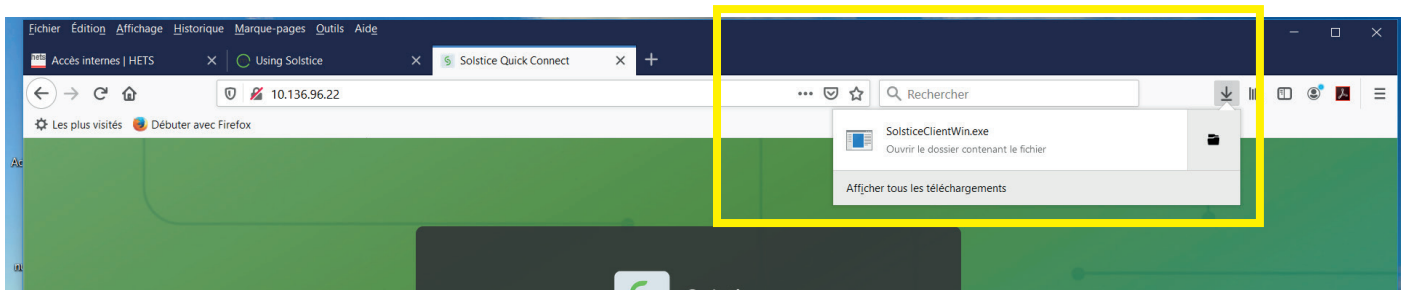 Fichier Édition Affichage Historique Marque-pages Outils Aide
hets Accès internes | HETS Using Solstice Solstice Quick Connect
10.136.96.22 Rechercher
Les plus visités Débuter avec Firefox
SolsticeClientWin.exe
Ouvrir le dossier contenant le fichier
Afficher tous les téléchargements